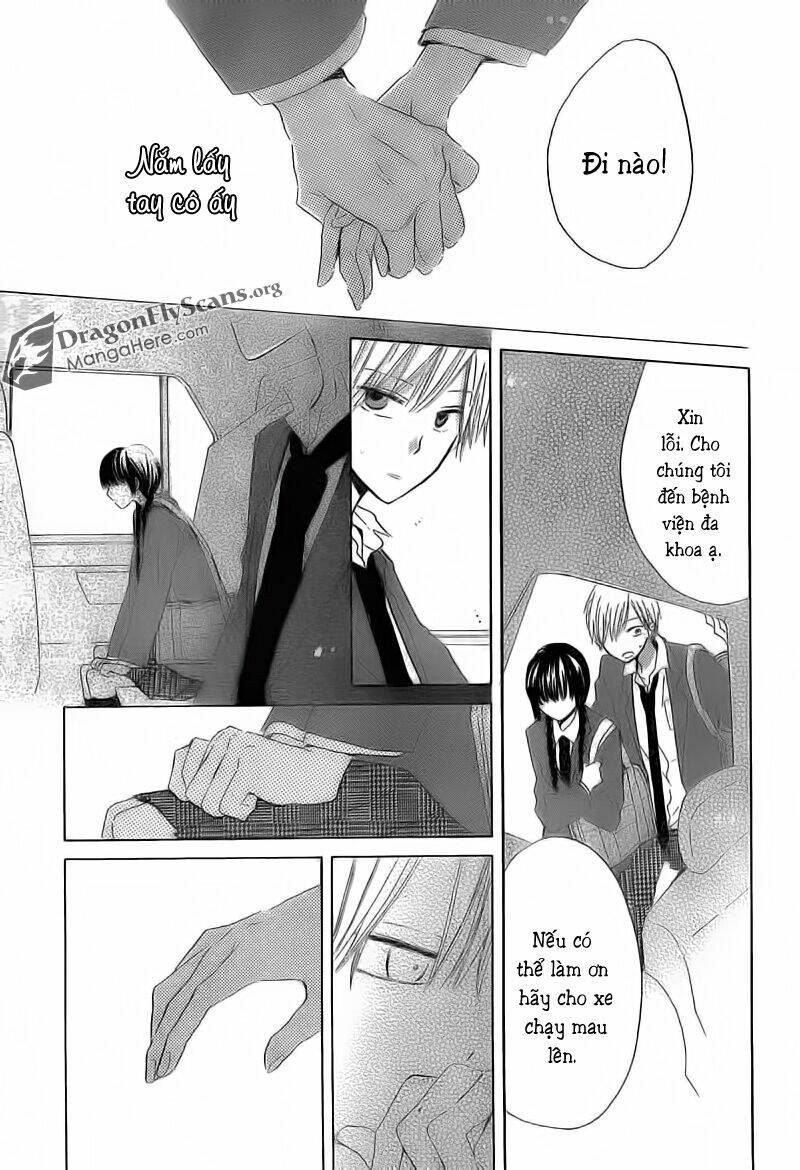 Đi nào!
Nắm lấy
tay cô ấy
DragonFlyScans.org
MangaHere.com
Xin
lỗi. Cho
chúng tôi
đến bệnh
viện đa
khoa ạ.
Nếu có
thể làm ơn
hãy cho xe
chạy mau
lên.